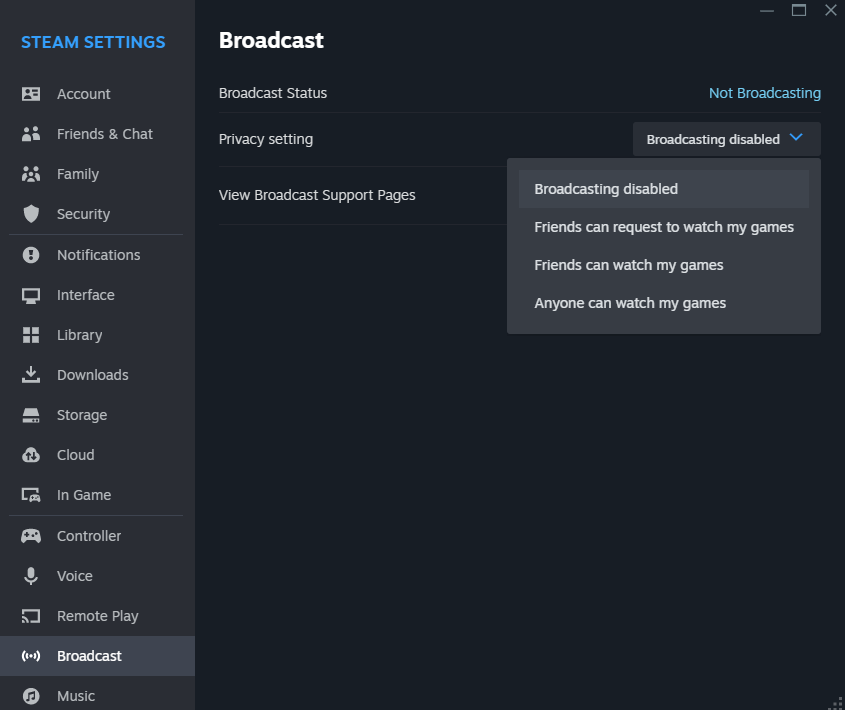 STEAM SETTINGS
Account
Friends & Chat
Family
Security
Notifications
Interface
Library
Downloads
Storage
Cloud
In Game
Controller
Voice
Remote Play
Broadcast
Music
Broadcast
Broadcast Status
Not Broadcasting
Privacy setting
Broadcasting disabled
View Broadcast Support Pages
Broadcasting disabled
Friends can request to watch my games
Friends can watch my games
Anyone can watch my games